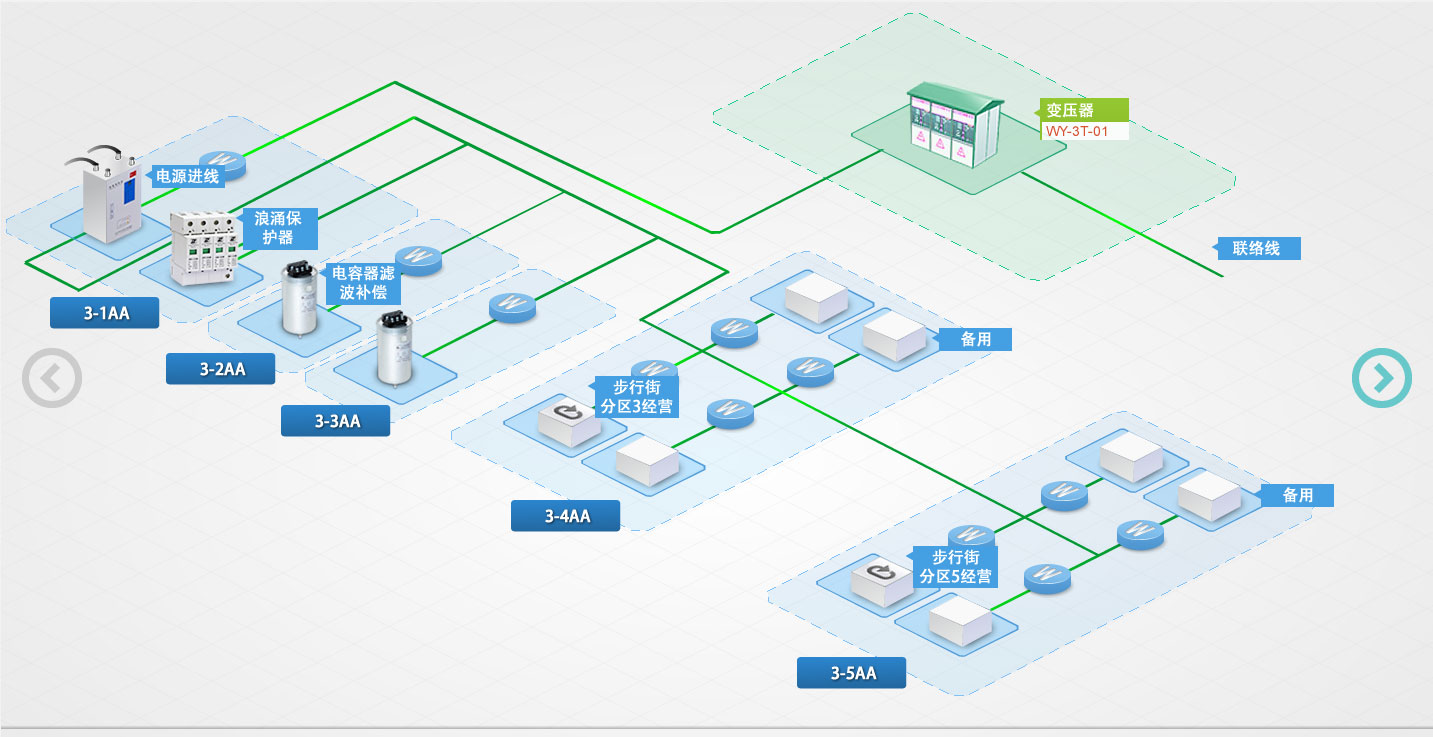 变压器
WY-3T-01
W
电源进线
浪涌保
护器
联络线
W
电容器滤
波补偿
3-1AA
W
W
备用
3-2AA
W
W
步行街
分区3经营
W
3-3AA
W
备用
3-4AA
W
W
步行街
分区5经营
W
3-5AA